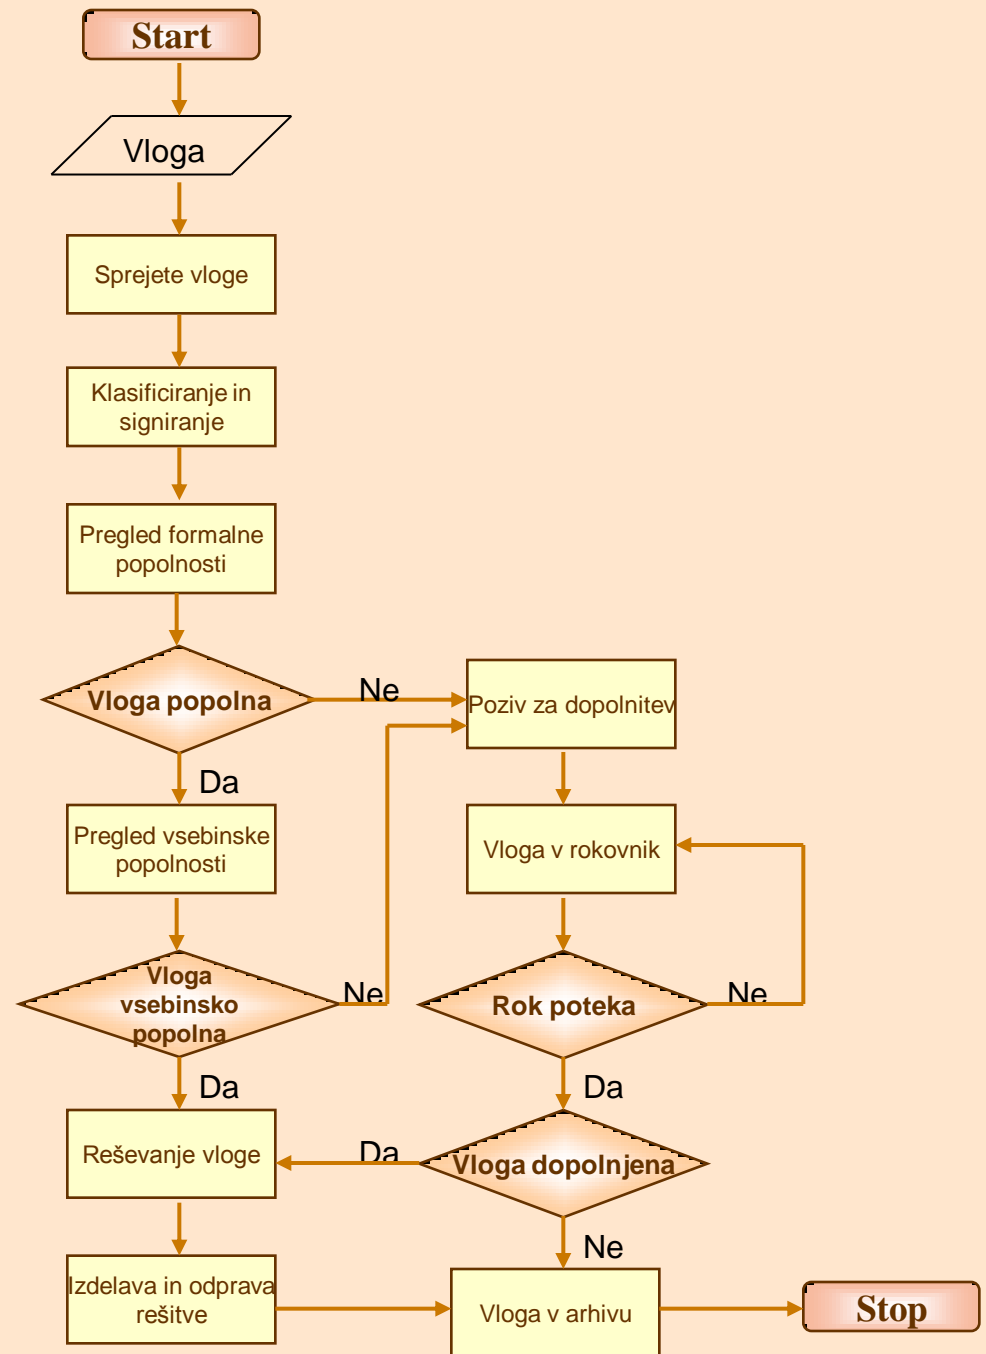 Start
Vloga
Sprejete vloge
Klasificiranje in
signiranje
Pregled formalne
popolnosti
Vloga popolna
Ne
Poziv za dopolnitev
Da
Pregled vsebinske
popolnosti
Vloga v rokovnik
Vloga
vsebinsko
popolna
Ne
Rok poteka
Ne
Da
Da
Reševanje vloge
Da
Vloga dopolnjena
Ne
Izdelava in odprava
rešitve
Vloga v arhivu
Stop